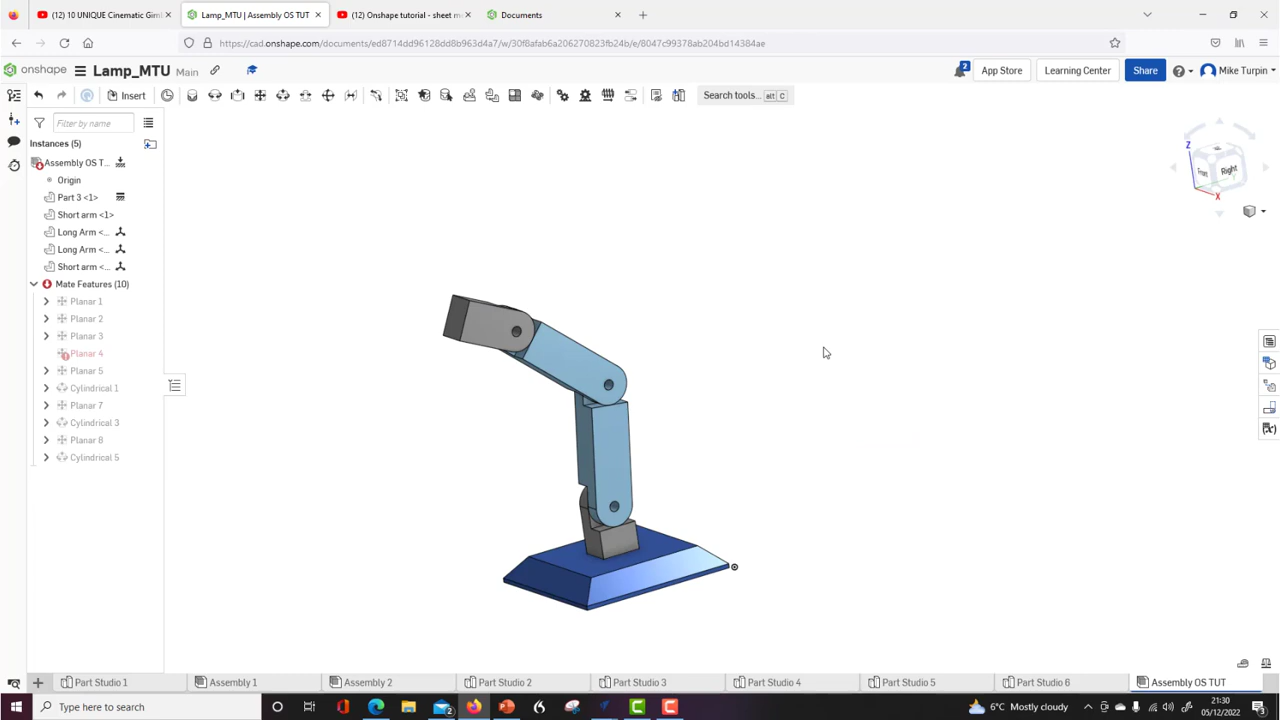 (12) 10 UNIQUE Cinematic Giml
Lamp_MTU | Assembly OS TUT
(12) Onshape tutorial - sheet m
Documents
https://cad.onshape.com/documents/ed8714dd96128dd8b963d4a7/w/30f8afab6a206270823fb24b/e/8047c99378ab204bd14384ae
onshape
Lamp_MTU
Main
2
App Store
Learning Center
Share
Mike Turpin
Insert
Search tools...
alt
C
Filter by name
Instances (5)
Assembly OS T...
Origin
Part 3 <1>
Short arm <1>
Long Arm <...
Long Arm <...
Short arm <...
Mate Features (10)
Planar 1
Planar 2
Planar 3
Planar 4
Planar 5
Cylindrical 1
Planar 7
Cylindrical 3
Planar 8
Cylindrical 5
Z
Front
Right
X
Part Studio 1
Assembly 1
Assembly 2
Part Studio 2
Part Studio 3
Part Studio 4
Part Studio 5
Part Studio 6
Assembly OS TUT
Type here to search
6°C Mostly cloudy
21:30
05/12/2022